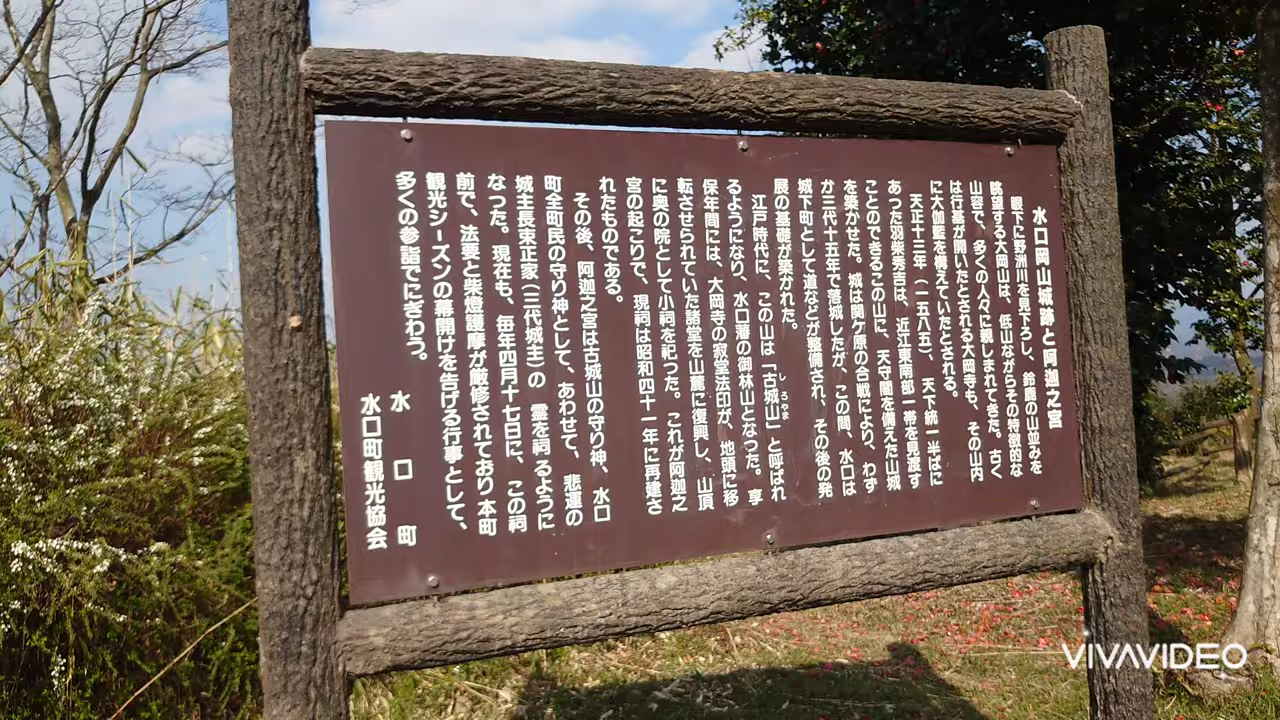 水口岡山城跡と阿迦之宮
眼下に野洲川を見下ろし、鈴鹿の山並みを
眺望する大岡山は、低山ながらその特徴的な
山容で、多くの人々に親しまれてきた。古く
は行基が開いたとされる大岡寺も、その山内
に大伽藍を構えていたとされる。
天正十三年(一五八五)、天下統一半ばに
あった羽柴秀吉は、近江東南部一帯を見渡す
ことのできるこの山に、天守閣を備えた山城
を築かせた。城は関ケ原の合戦により、わず
か三代十五年で落城したが、この間、水口は
城下町として道などが整備され、その後の発
展の基礎が築かれた。
江戸時代に、この山は「古城山」と呼ばれ
しろやま
るようになり、水口藩の御林山となった。享
保年間には、大岡寺の寂堂法印が、地頭に移
転させられていた諸堂を山麓に復興し、山頂
に奥の院として小祠を祀った。これが阿迦之
宮の起こりで、現祠は昭和四十一年に再建さ
れたものである。
その後、阿迦之宮は古城山の守り神、水口
町全町民の守り神として、あわせて、悲運の
城主長束正家(三代城主)の 霊を祠るように
なった。現在も、毎年四月十七日に、この祠
前で、法要と柴燈護摩が厳修されており本町
観光シーズンの幕開けを告げる行事として、
多くの参詣でにぎわう。
水口町
水口町観光協会
VIVAVIDEO